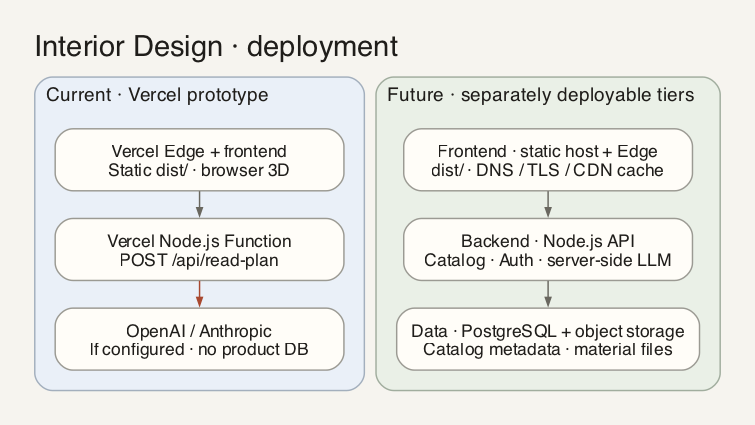 Interior Design · deployment
Current · Vercel prototype
Vercel Edge + frontend
Static dist/ · browser 3D
Vercel Node.js Function
POST /api/read-plan
OpenAI / Anthropic
If configured · no product DB
Future · separately deployable tiers
Frontend · static host + Edge
dist/ · DNS / TLS / CDN cache
Backend · Node.js API
Catalog · Auth · server-side LLM
Data · PostgreSQL + object storage
Catalog metadata · material files